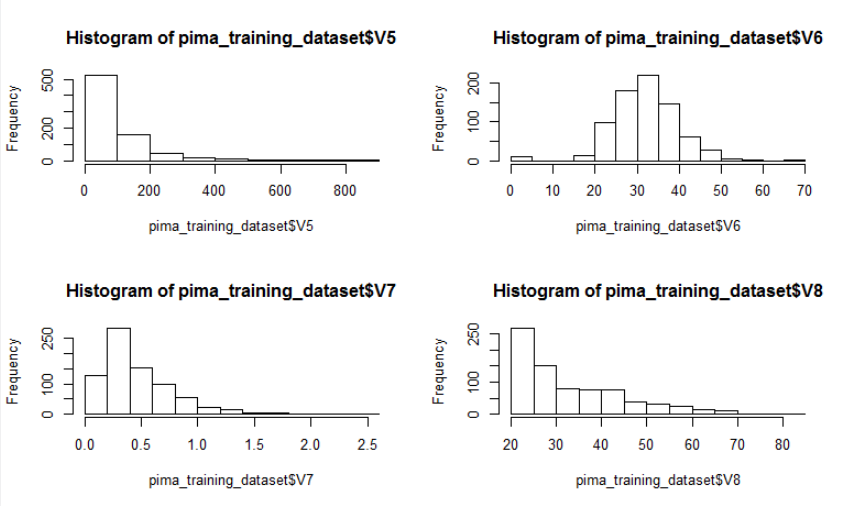 Histogram of pima_training_dataset$V5
Frequency
0 200 500
0 200 400 600 800
pima_training_dataset$V5
Histogram of pima_training_dataset$V6
Frequency
0 100 200
0 10 20 30 40 50 60 70
pima_training_dataset$V6
Histogram of pima_training_dataset$V7
Frequency
0 100 250
0.0 0.5 1.0 1.5 2.0 2.5
pima_training_dataset$V7
Histogram of pima_training_dataset$V8
Frequency
0 100 250
20 30 40 50 60 70 80
pima_training_dataset$V8